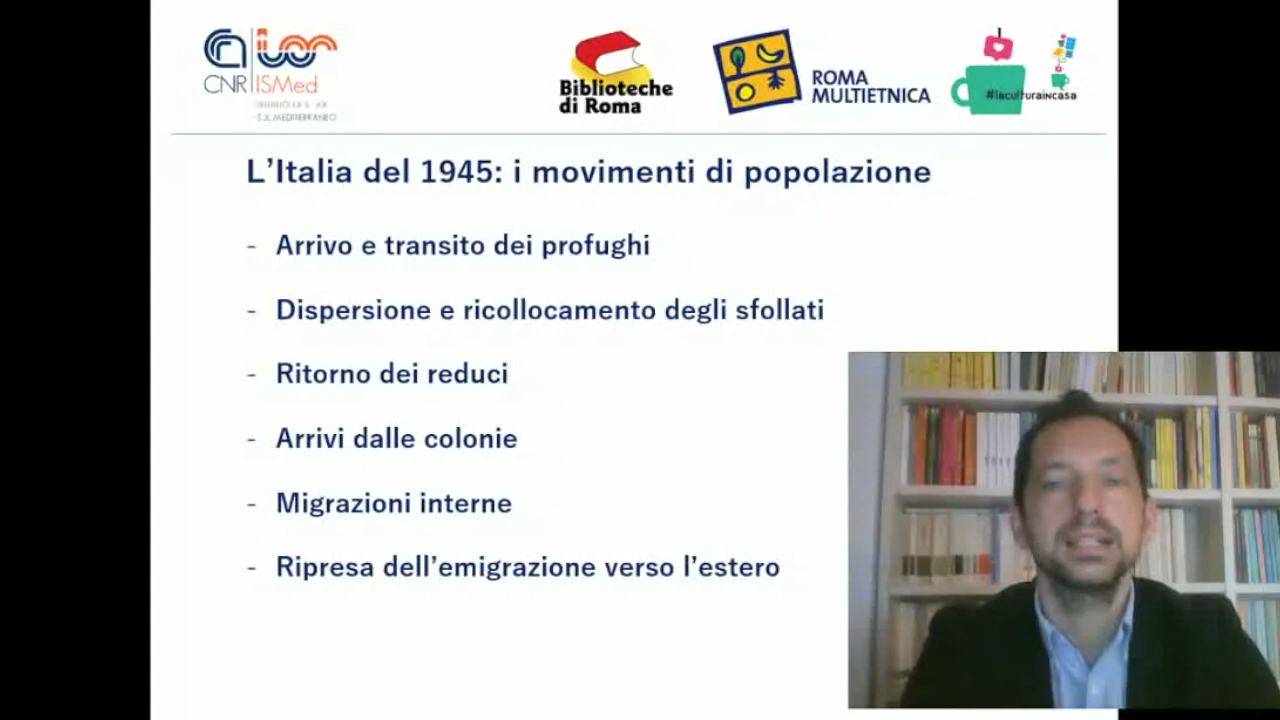 CNR ISMed
Biblioteche
di Roma
ROMA
MULTIETNICA
#laculturaINcasa
L’Italia del 1945: i movimenti di popolazione
- Arrivo e transito dei profughi
- Dispersione e ricollocamento degli sfollati
- Ritorno dei reduci
- Arrivi dalle colonie
- Migrazioni interne
- Ripresa dell’emigrazione verso l’estero